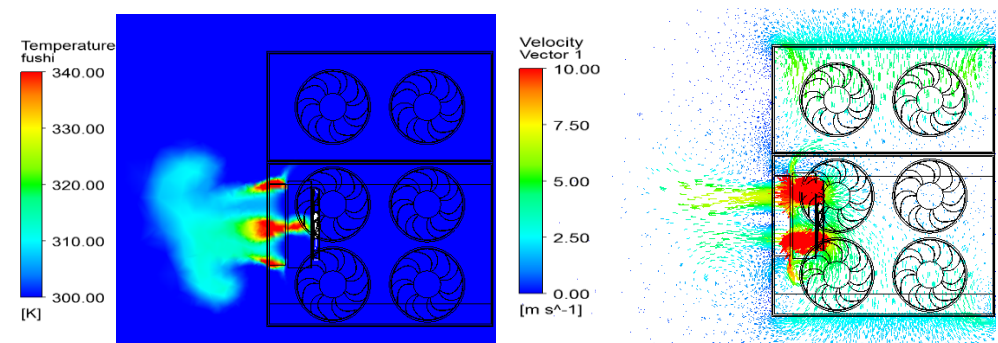 Temperature
fushi
340.00
330.00
320.00
310.00
300.00
[K]
Velocity
Vector 1
10.00
7.50
5.00
2.50
0.00
[m s^-1]